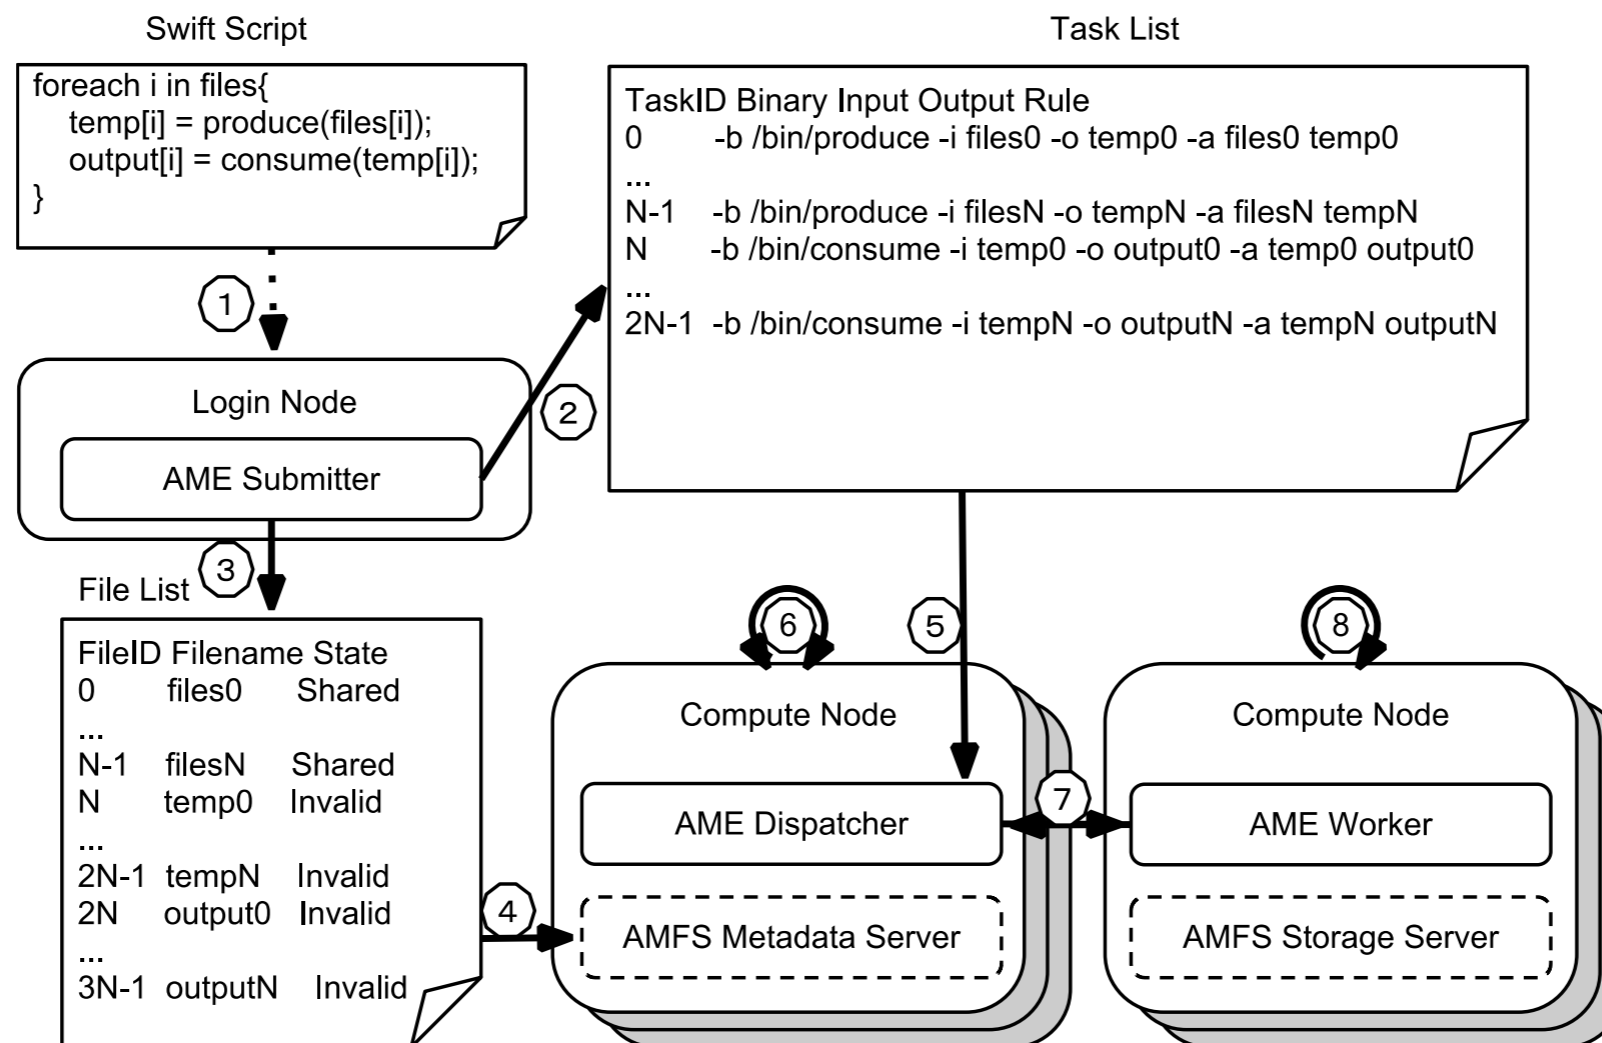 Swift Script
foreach i in files{
temp[i] = produce(files[i]);
output[i] = consume(temp[i]);
}
Task List
TaskID Binary Input Output Rule
0 -b /bin/produce -i files0 -o temp0 -a files0 temp0
...
N-1 -b /bin/produce -i filesN -o tempN -a filesN tempN
N -b /bin/consume -i temp0 -o output0 -a temp0 output0
...
2N-1 -b /bin/consume -i tempN -o outputN -a tempN outputN
1
Login Node
AME Submitter
2
3
File List
FileID Filename State
0 files0 Shared
...
N-1 filesN Shared
N temp0 Invalid
...
2N-1 tempN Invalid
2N output0 Invalid
...
3N-1 outputN Invalid
4
5
6
Compute Node
AME Dispatcher
AMFS Metadata Server
7
8
Compute Node
AME Worker
AMFS Storage Server